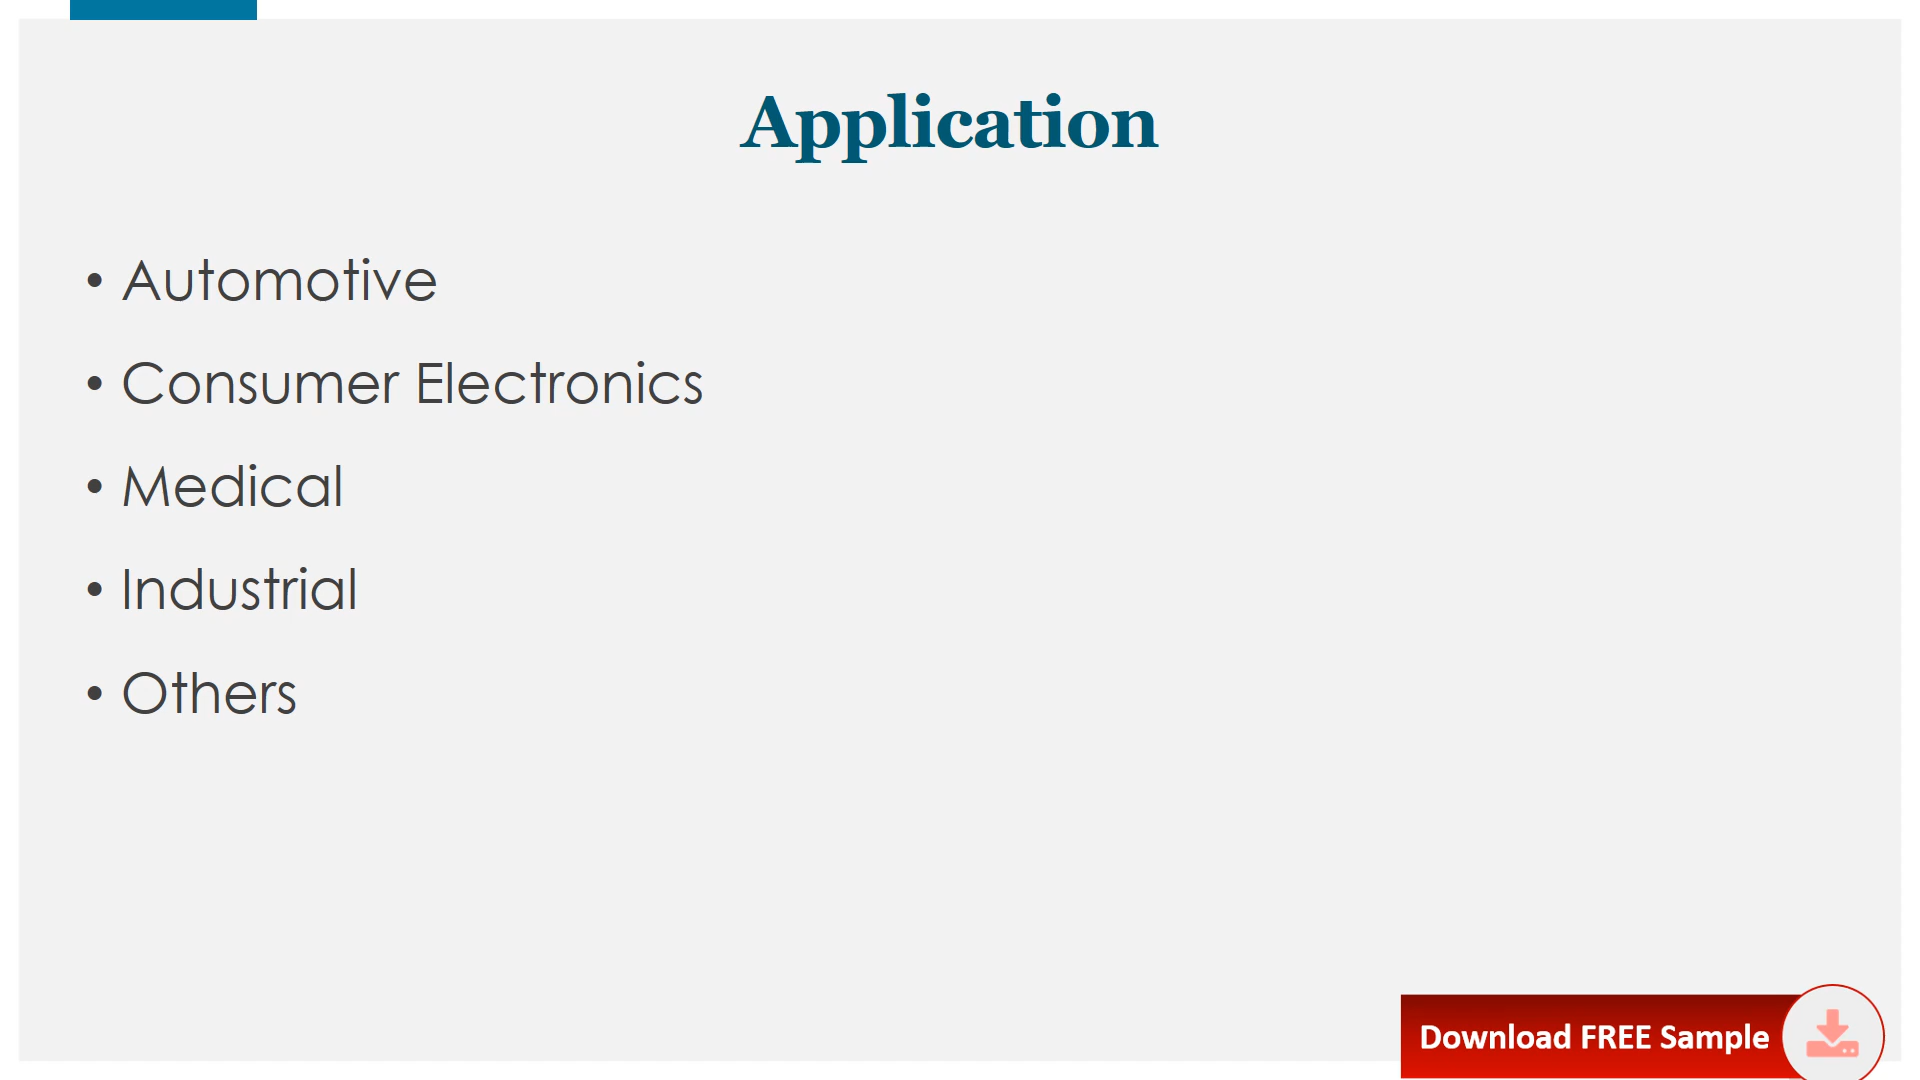 Application
• Automotive
• Consumer Electronics
• Medical
• Industrial
• Others
Download FREE Sample